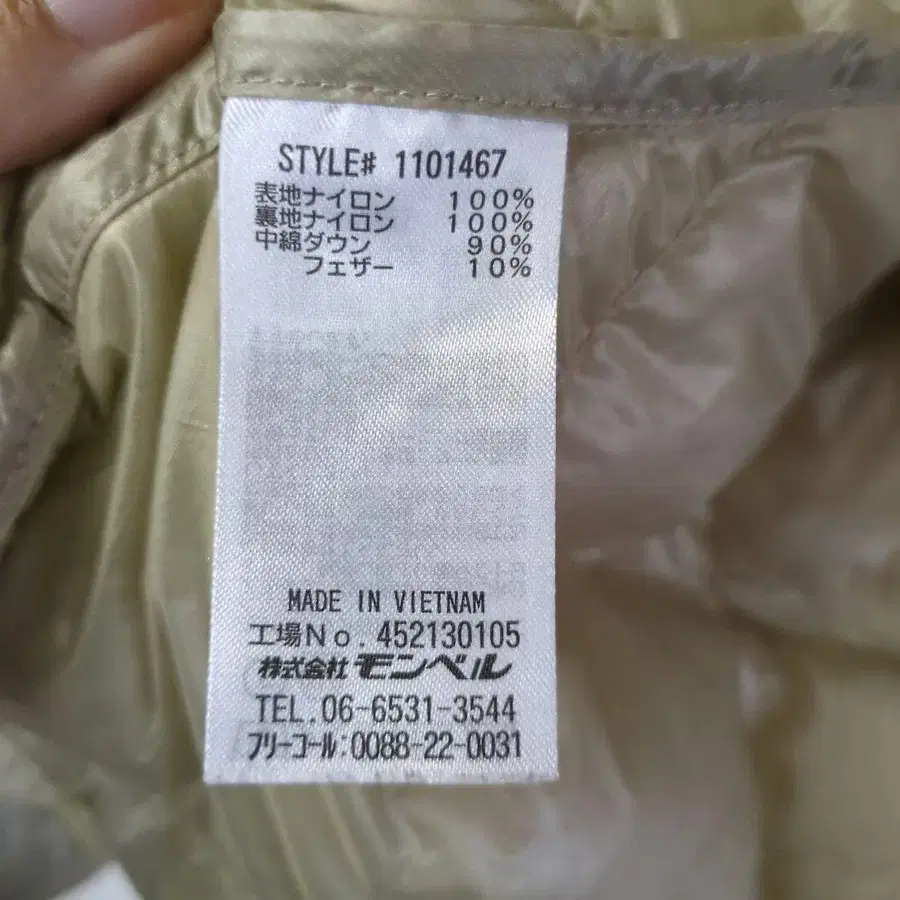 STYLE# 1101467
表地ナイロン 100%
裏地ナイロン 100%
中綿ダウン 90%
フェザー 10%
MADE IN VIETNAM
工場No. 452130105
株式会社 モンベル
TEL.06-6531-3544
フリーコール:0088-22-0031